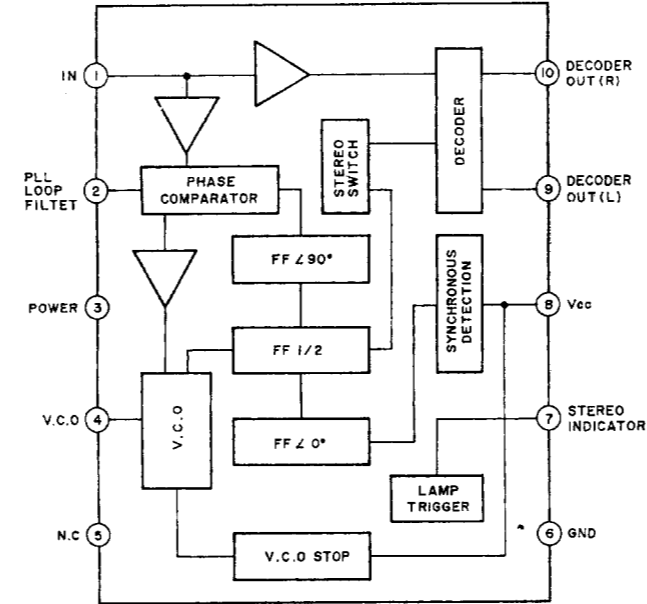 IN 1
10 DECODER
OUT (R)
DECODER
STEREO
SWITCH
PLL
LOOP
FILTET
2
PHASE
COMPARATOR
9 DECODER
OUT (L)
FF ∠ 90°
SYNCHRONOUS
DETECTION
POWER 3
8 Vcc
FF 1/2
V.C.O 4
V.C.O
FF ∠ 0°
7 STEREO
INDICATOR
LAMP
TRIGGER
N.C 5
6 GND
V.C.O STOP